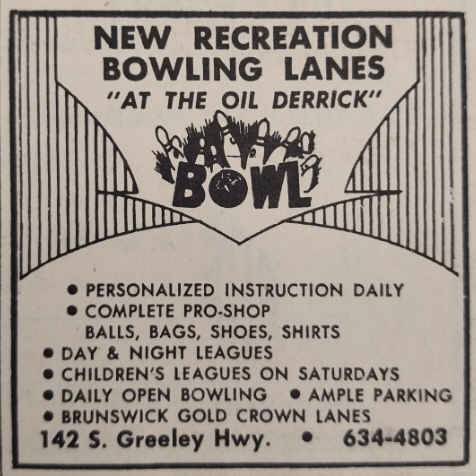 NEW RECREATION
BOWLING LANES
"AT THE OIL DERRICK"
BOWL
• PERSONALIZED INSTRUCTION DAILY
• COMPLETE PRO-SHOP
BALLS, BAGS, SHOES, SHIRTS
• DAY & NIGHT LEAGUES
• CHILDREN'S LEAGUES ON SATURDAYS
• DAILY OPEN BOWLING • AMPLE PARKING
• BRUNSWICK GOLD CROWN LANES
142 S. Greeley Hwy. • 634-4803